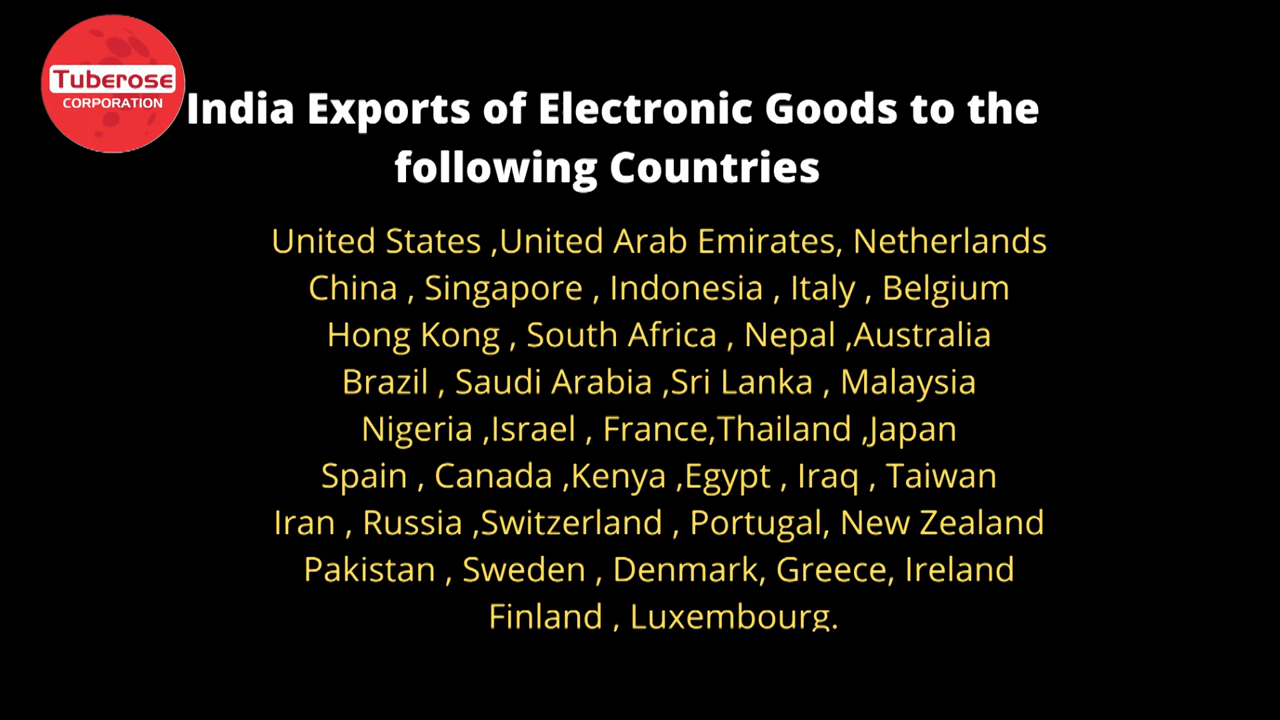 Tuberose
CORPORATION
India Exports of Electronic Goods to the
following Countries
United States ,United Arab Emirates, Netherlands
China , Singapore , Indonesia , Italy , Belgium
Hong Kong , South Africa , Nepal ,Australia
Brazil , Saudi Arabia ,Sri Lanka , Malaysia
Nigeria ,Israel , France,Thailand ,Japan
Spain , Canada ,Kenya ,Egypt , Iraq , Taiwan
Iran , Russia ,Switzerland , Portugal, New Zealand
Pakistan , Sweden , Denmark, Greece, Ireland
Finland , Luxembourg.